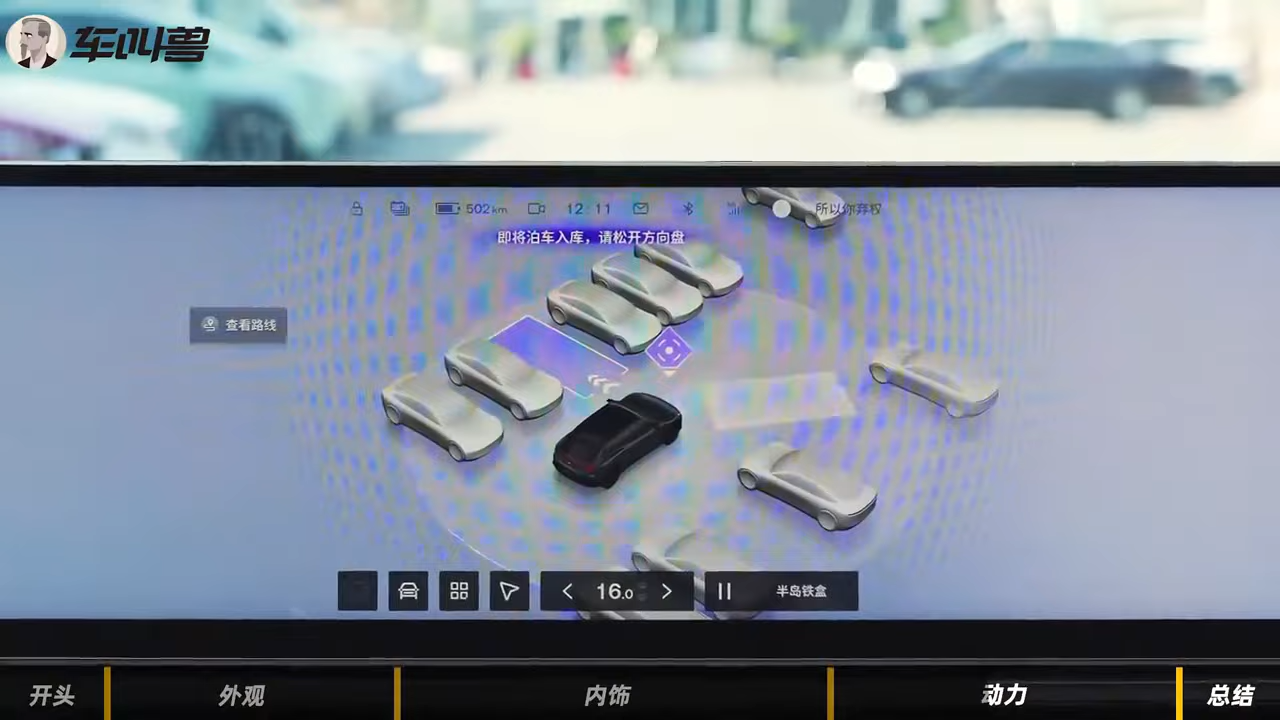 车叫兽
502km 12:11 所以你弃权
即将泊车入库，请松开方向盘
查看路线
16.0 半岛铁盒
开头 外观 内饰 动力 总结